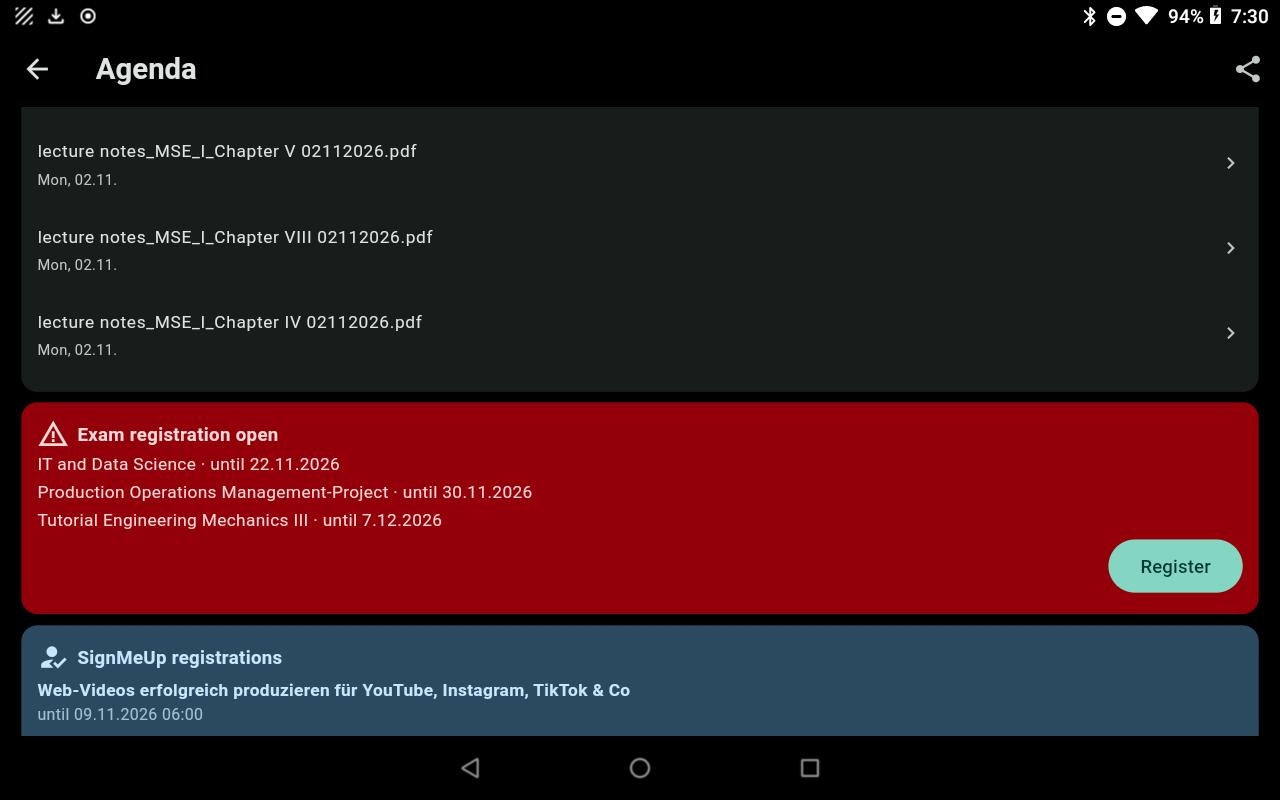 94% 7:30
Agenda
lecture notes_MSE_I_Chapter V 02112026.pdf
Mon, 02.11.
lecture notes_MSE_I_Chapter VIII 02112026.pdf
Mon, 02.11.
lecture notes_MSE_I_Chapter IV 02112026.pdf
Mon, 02.11.
Exam registration open
IT and Data Science · until 22.11.2026
Production Operations Management-Project · until 30.11.2026
Tutorial Engineering Mechanics III · until 7.12.2026
Register
SignMeUp registrations
Web-Videos erfolgreich produzieren für YouTube, Instagram, TikTok & Co
until 09.11.2026 06:00